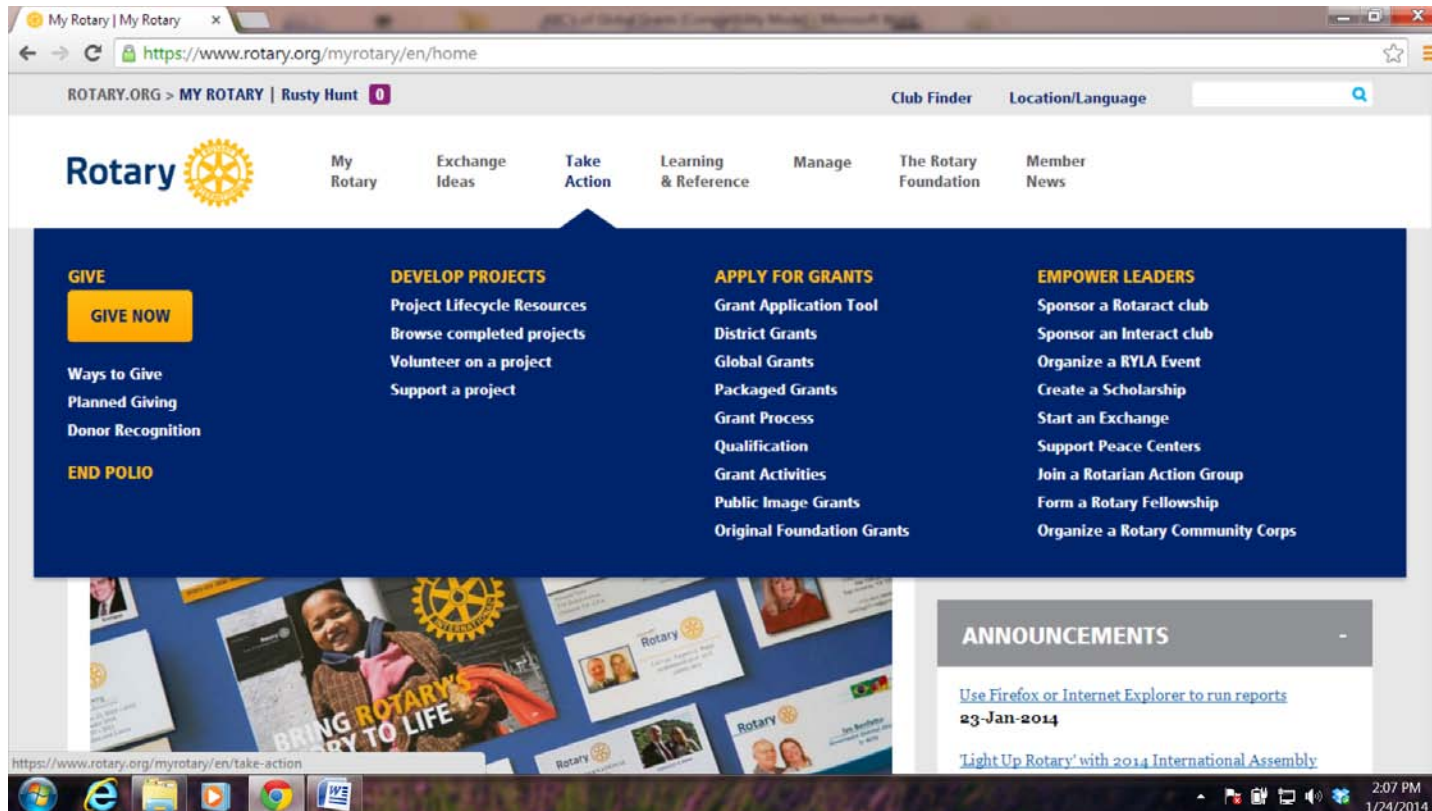 My Rotary | My Rotary
https://www.rotary.org/myrotary/en/home
ROTARY.ORG > MY ROTARY | Rusty Hunt 0
Club Finder
Location/Language
Rotary
My
Rotary
Exchange
Ideas
Take
Action
Learning
& Reference
Manage
The Rotary
Foundation
Member
News
GIVE
GIVE NOW
Ways to Give
Planned Giving
Donor Recognition
END POLIO
DEVELOP PROJECTS
Project Lifecycle Resources
Browse completed projects
Volunteer on a project
Support a project
APPLY FOR GRANTS
Grant Application Tool
District Grants
Global Grants
Packaged Grants
Grant Process
Qualification
Grant Activities
Public Image Grants
Original Foundation Grants
EMPOWER LEADERS
Sponsor a Rotaract club
Sponsor an Interact club
Organize a RYLA Event
Create a Scholarship
Start an Exchange
Support Peace Centers
Join a Rotarian Action Group
Form a Rotary Fellowship
Organize a Rotary Community Corps
BRING ROTARY'S
TO LIFE
Rotary
Rotary
Rotary
ANNOUNCEMENTS -
Use Firefox or Internet Explorer to run reports
23-Jan-2014
'Light Up Rotary' with 2014 International Assembly
https://www.rotary.org/myrotary/en/take-action
2:07 PM
1/24/2014